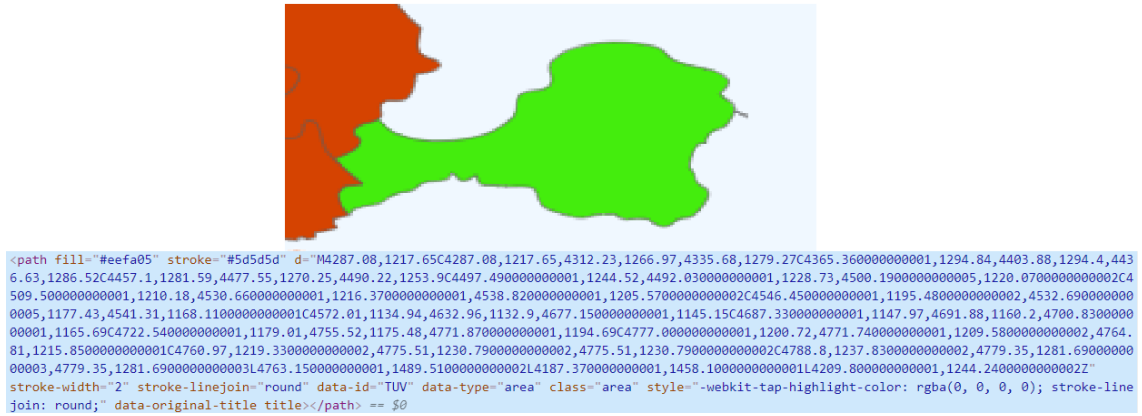 <path fill="#eefa05" stroke="#5d5d5d" d="M4287.08,1217.65C4287.08,1217.65,4312.23,1266.97,4335.68,1279.27C4365.360000000001,1294.84,4403.88,1294.4,443
6.63,1286.52C4457.1,1281.59,4477.55,1270.25,4490.22,1253.9C4497.490000000001,1244.52,4492.030000000001,1228.73,4500.1900000000005,1220.0700000000002C4
509.500000000001,1210.18,4530.660000000001,1216.3700000000001,4538.820000000001,1205.5700000000002C4546.450000000001,1195.4800000000002,4532.69000000
0005,1177.43,4541.31,1168.1100000000001C4572.01,1134.94,4632.96,1132.9,4677.150000000001,1145.15C4687.330000000001,1147.97,4691.88,1160.2,4700.8300000
00001,1165.69C4722.540000000001,1179.01,4755.52,1175.48,4771.870000000001,1194.69C4777.000000000001,1200.72,4771.740000000001,1209.5800000000002,4764.
81,1215.8500000000001C4760.97,1219.3300000000002,4775.51,1230.7900000000002,4775.51,1230.7900000000002C4788.8,1237.8300000000002,4779.35,1281.69000000
00003,4779.35,1281.6900000000003L4763.150000000001,1489.5100000000002L4187.370000000001,1458.1000000000001L4209.800000000001,1244.2400000000002Z"
stroke-width="2" stroke-linejoin="round" data-id="TUV" data-type="area" class="area" style="-webkit-tap-highlight-color: rgba(0, 0, 0, 0); stroke-line
join: round;" data-original-title title></path> == $0